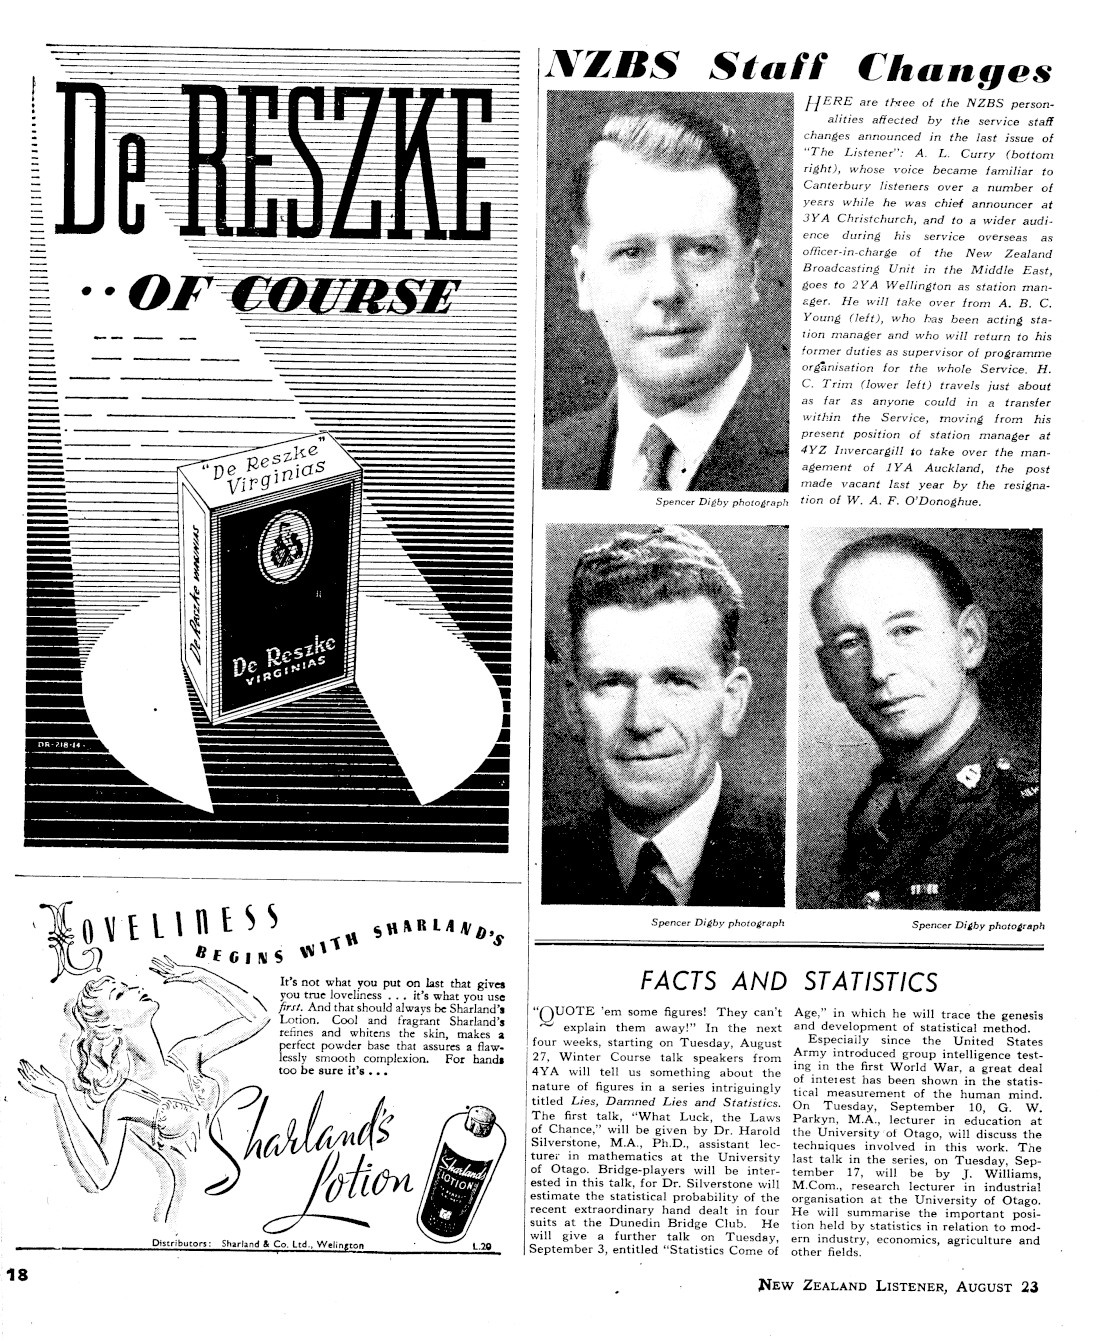 De RESZKE
..OF COURSE
"De Reszke"
Virginias
De Reszke VIRGINIAS
De Reszke
VIRGINIAS
DR-218-14
LOVELINESS
BEGINS WITH SHARLAND'S
It's not what you put on last that gives
you true loveliness . . . it's what you use
first. And that should always be Sharland's
Lotion. Cool and fragrant Sharland's
refines and whitens the skin, makes a
perfect powder base that assures a flaw-
lessly smooth complexion. For hands
too be sure it's . . .
Sharland's
Lotion
Sharland's
LOTION
Distributors: Sharland & Co. Ltd., Welington
L.20
NZBS Staff Changes
HERE are three of the NZBS person-
alities affected by the service staff
changes announced in the last issue of
"The Listener": A. L. Curry (bottom
right), whose voice became familiar to
Canterbury listeners over a number of
years while he was chief announcer at
3YA Christchurch, and to a wider audi-
ence during his service overseas as
officer-in-charge of the New Zealand
Broadcasting Unit in the Middle East,
goes to 2YA Wellington as station man-
ager. He will take over from A. B. C.
Young (left), who has been acting sta-
tion manager and who will return to his
former duties as supervisor of programme
organisation for the whole Service. H.
C. Trim (lower left) travels just about
as far as anyone could in a transfer
within the Service, moving from his
present position of station manager at
4YZ Invercargill to take over the man-
agement of 1YA Auckland, the post
made vacant last year by the resigna-
tion of W. A. F. O'Donoghue.
Spencer Digby photograph
Spencer Digby photograph
Spencer Digby photograph
FACTS AND STATISTICS
"QUOTE 'em some figures! They can't
explain them away!" In the next
four weeks, starting on Tuesday, August
27, Winter Course talk speakers from
4YA will tell us something about the
nature of figures in a series intriguingly
titled Lies, Damned Lies and Statistics.
The first talk, "What Luck, the Laws
of Chance," will be given by Dr. Harold
Silverstone, M.A., Ph.D., assistant lec-
turer in mathematics at the University
of Otago. Bridge-players will be inter-
ested in this talk, for Dr. Silverstone will
estimate the statistical probability of the
recent extraordinary hand dealt in four
suits at the Dunedin Bridge Club. He
will give a further talk on Tuesday,
September 3, entitled "Statistics Come of
Age," in which he will trace the genesis
and development of statistical method.
Especially since the United States
Army introduced group intelligence test-
ing in the first World War, a great deal
of interest has been shown in the statis-
tical measurement of the human mind.
On Tuesday, September 10, G. W.
Parkyn, M.A., lecturer in education at
the University of Otago, will discuss the
techniques involved in this work. The
last talk in the series, on Tuesday, Sep-
tember 17, will be by J. Williams,
M.Com., research lecturer in industrial
organisation at the University of Otago.
He will summarise the important posi-
tion held by statistics in relation to mod-
ern industry, economics, agriculture and
other fields.
18
NEW ZEALAND LISTENER, AUGUST 23